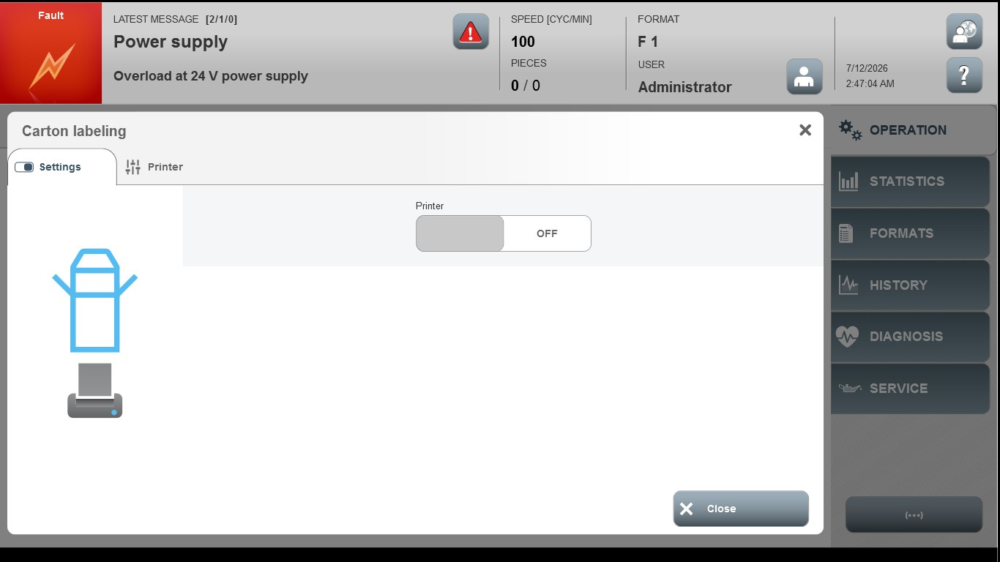 Fault
LATEST MESSAGE [2/1/0]
Power supply
Overload at 24 V power supply
SPEED [CYC/MIN]
100
PIECES
0 / 0
FORMAT
F 1
USER
Administrator
7/12/2026
2:47:04 AM
?
Carton labeling
Settings
Printer
Printer
OFF
Close
OPERATION
STATISTICS
FORMATS
HISTORY
DIAGNOSIS
SERVICE
(•••)